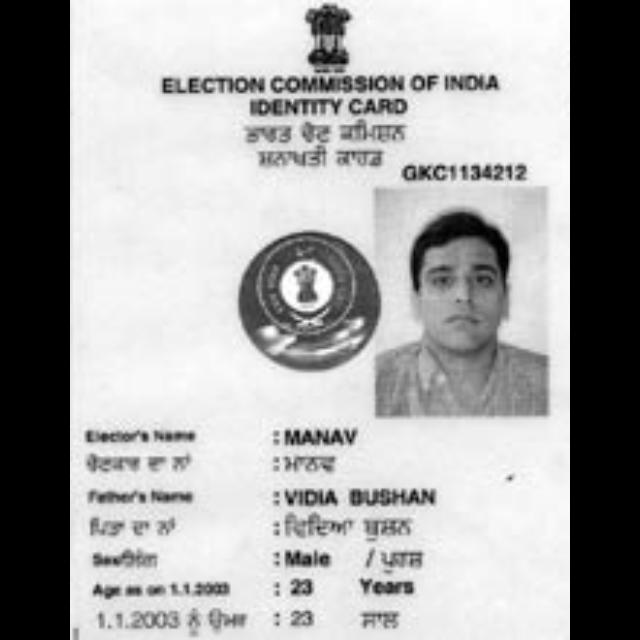 ELECTION COMMISSION OF INDIA
IDENTITY CARD
ਭਾਰਤ ਚੋਣ ਕਮਿਸ਼ਨ
ਸ਼ਨਾਖਤੀ ਕਾਰਡ
GKC1134212
Elector's Name : MANAV
ਚੋਣਕਾਰ ਦਾ ਨਾਂ : ਮਾਨਵ
Father's Name : VIDIA BUSHAN
ਪਿਤਾ ਦਾ ਨਾਂ : ਵਿਦਿਆ ਬੂਸ਼ਨ
Sex/ਲਿੰਗ : Male / ਪੁਰਸ਼
Age as on 1.1.2003 : 23 Years
1.1.2003 ਨੂੰ ਉਮਰ : 23 ਸਾਲ